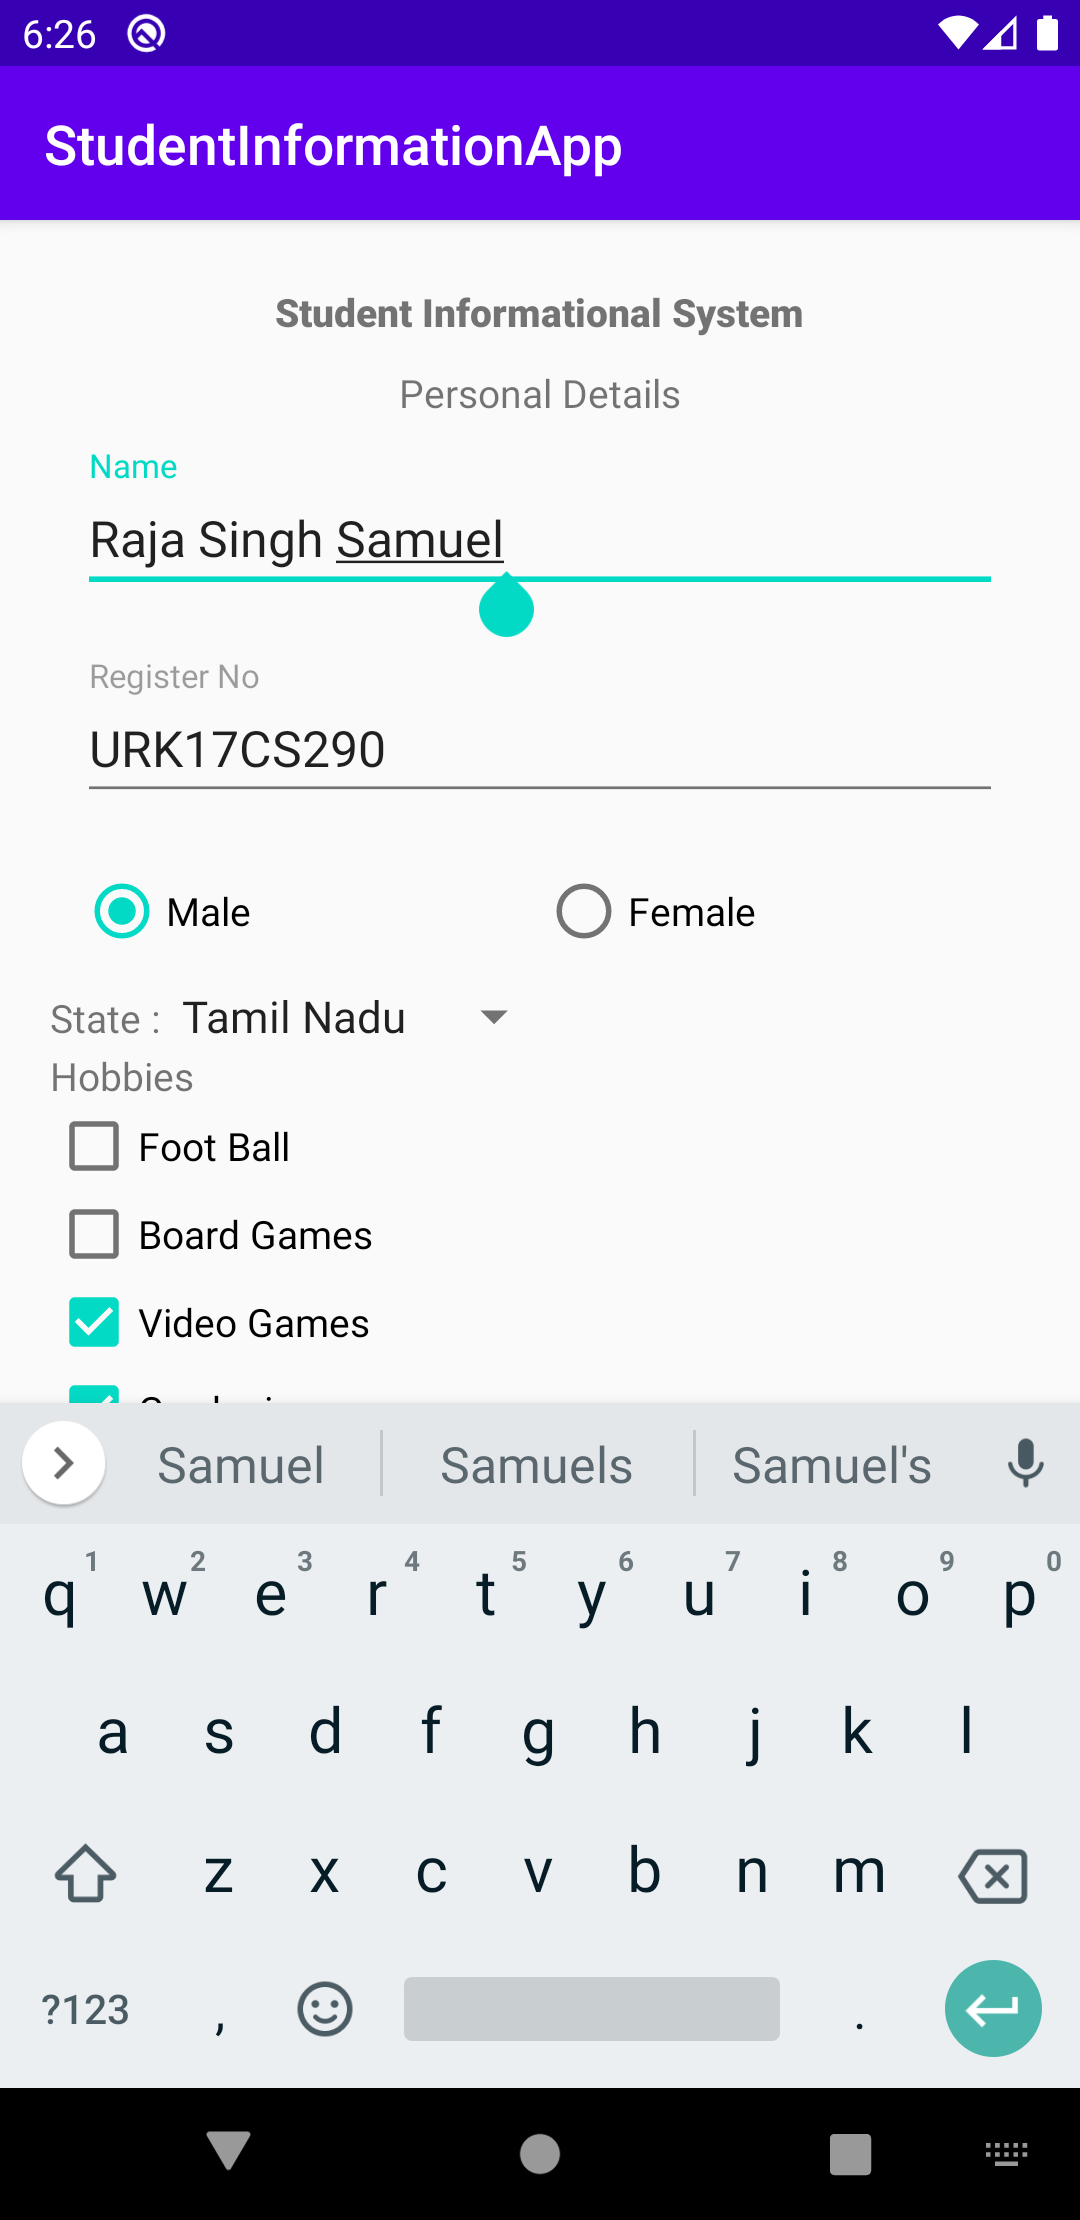 6:26
StudentInformationApp
Student Informational System
Personal Details
Name
Raja Singh Samuel
Register No
URK17CS290
Male Female
State : Tamil Nadu
Hobbies
Foot Ball
Board Games
Video Games
Samuel Samuels Samuel's
1 2 3 4 5 6 7 8 9 0
q w e r t y u i o p
a s d f g h j k l
z x c v b n m
?123 , .